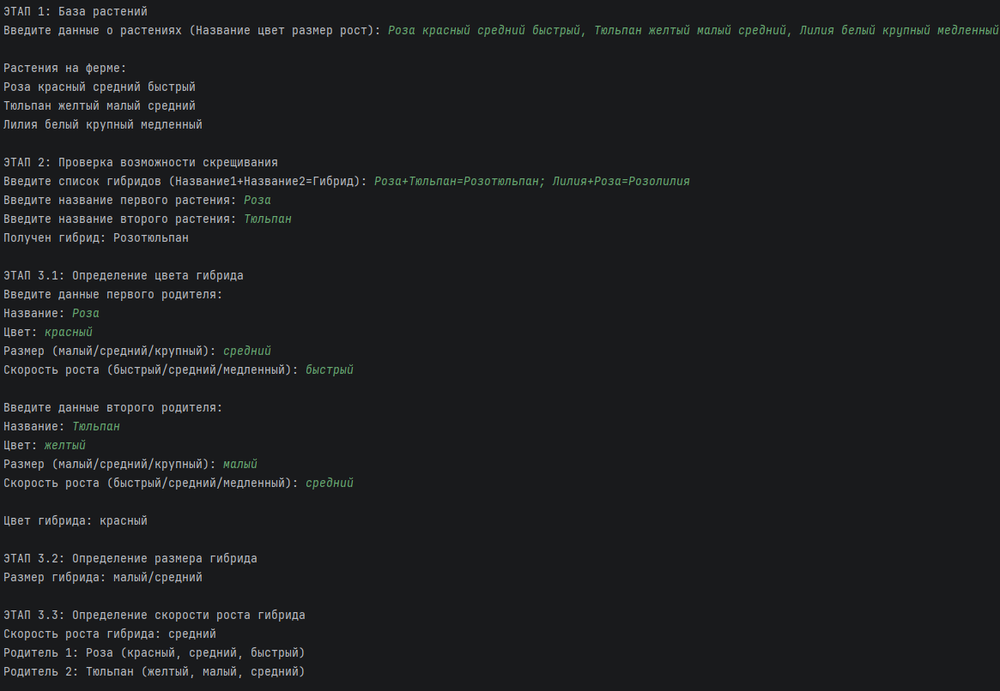 ЭТАП 1: База растений
Введите данные о растениях (Название цвет размер рост): Роза красный средний быстрый, Тюльпан желтый малый средний, Лилия белый крупный медленный
Растения на ферме:
Роза красный средний быстрый
Тюльпан желтый малый средний
Лилия белый крупный медленный
ЭТАП 2: Проверка возможности скрещивания
Введите список гибридов (Название1+Название2=Гибрид): Роза+Тюльпан=Розотюльпан; Лилия+Роза=Розолилия
Введите название первого растения: Роза
Введите название второго растения: Тюльпан
Получен гибрид: Розотюльпан
ЭТАП 3.1: Определение цвета гибрида
Введите данные первого родителя:
Название: Роза
Цвет: красный
Размер (малый/средний/крупный): средний
Скорость роста (быстрый/средний/медленный): быстрый
Введите данные второго родителя:
Название: Тюльпан
Цвет: желтый
Размер (малый/средний/крупный): малый
Скорость роста (быстрый/средний/медленный): средний
Цвет гибрида: красный
ЭТАП 3.2: Определение размера гибрида
Размер гибрида: малый/средний
ЭТАП 3.3: Определение скорости роста гибрида
Скорость роста гибрида: средний
Родитель 1: Роза (красный, средний, быстрый)
Родитель 2: Тюльпан (желтый, малый, средний)